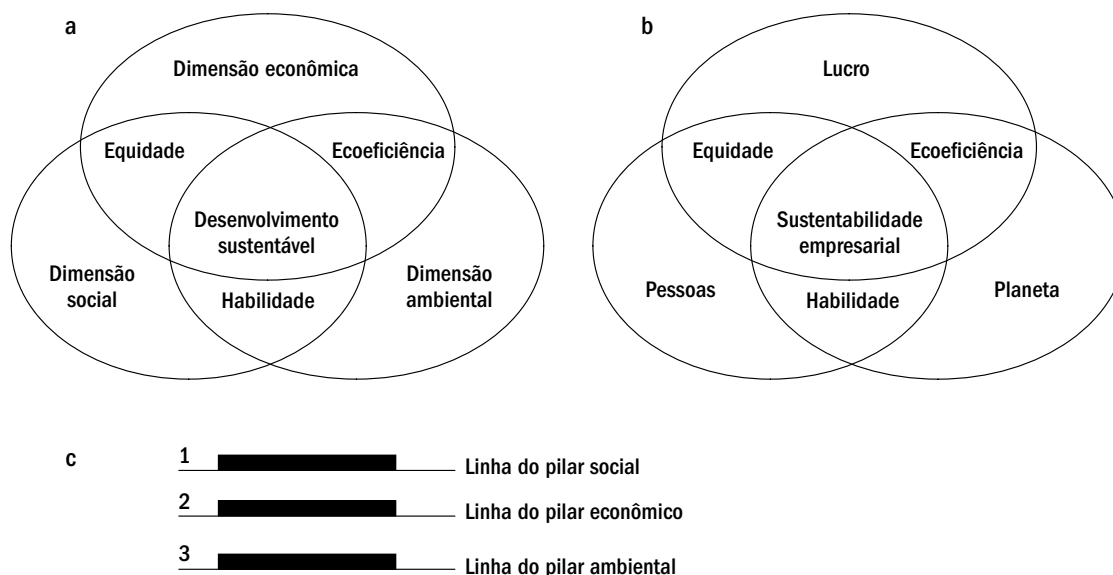 a
Dimensão econômica
Equidade
Ecoeficiência
Desenvolvimento
sustentável
Dimensão
social
Habilidade
Dimensão
ambiental
b
Lucro
Equidade
Ecoeficiência
Sustentabilidade
empresarial
Pessoas
Habilidade
Planeta
c
1
Linha do pilar social
2
Linha do pilar econômico
3
Linha do pilar ambiental